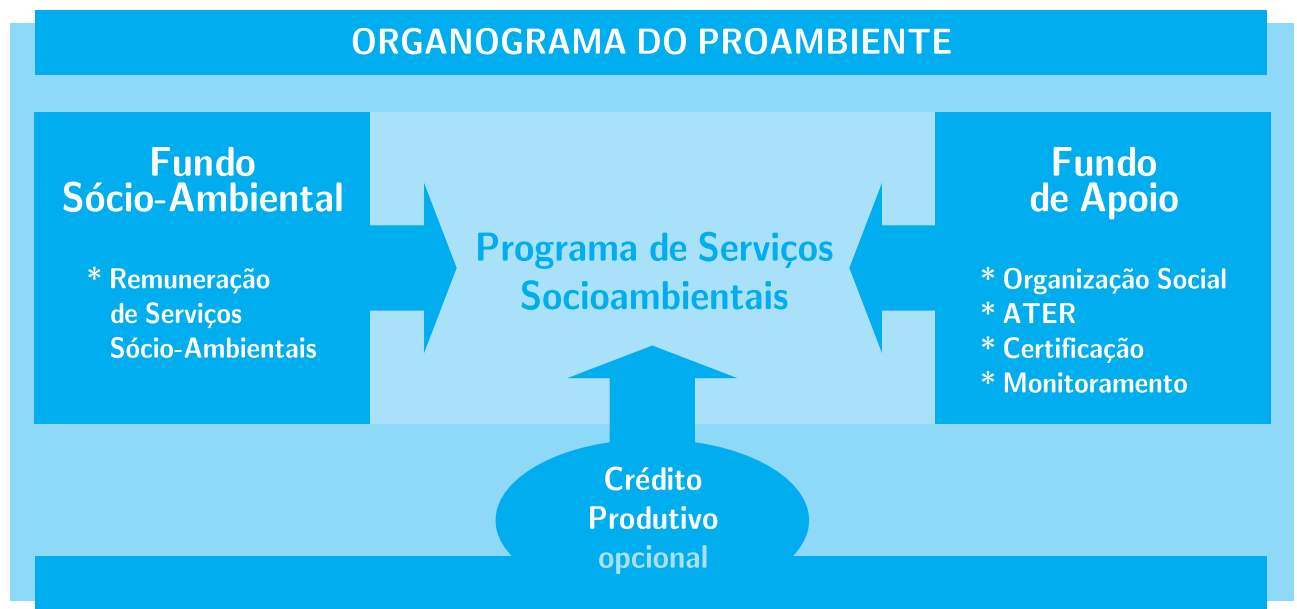 ORGANOGRAMA DO PROAMBIENTE
Fundo
Sócio-Ambiental
* Remuneração
de Serviços
Sócio-Ambientais
Programa de Serviços
Socioambientais
Fundo
de Apoio
* Organização Social
* ATER
* Certificação
* Monitoramento
Crédito
Produtivo
opcional